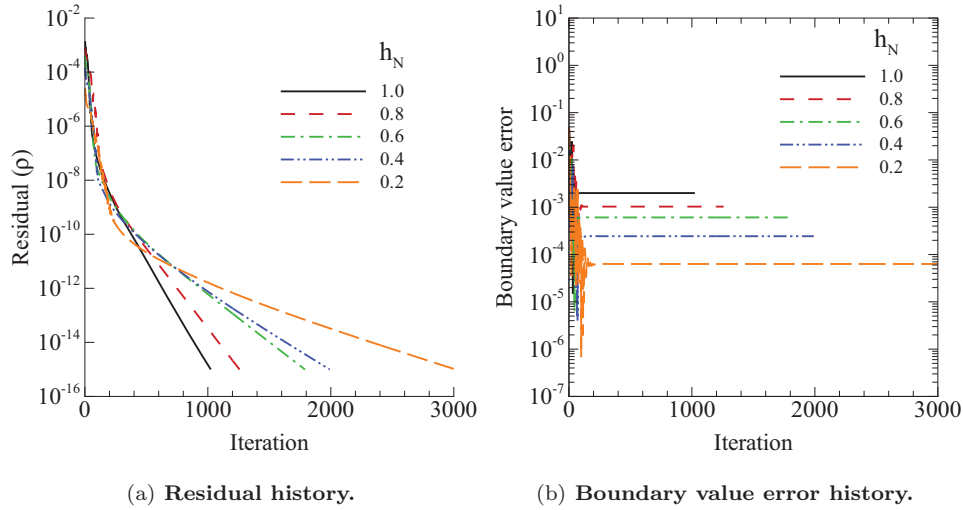 10^-2
10^-4
10^-6
10^-8
10^-10
10^-12
10^-14
10^-16
Residual (ρ)
0 1000 2000 3000
Iteration
h_N
1.0
0.8
0.6
0.4
0.2
(a) Residual history.
10^1
10^0
10^-1
10^-2
10^-3
10^-4
10^-5
10^-6
10^-7
Boundary value error
0 1000 2000 3000
Iteration
h_N
1.0
0.8
0.6
0.4
0.2
(b) Boundary value error history.